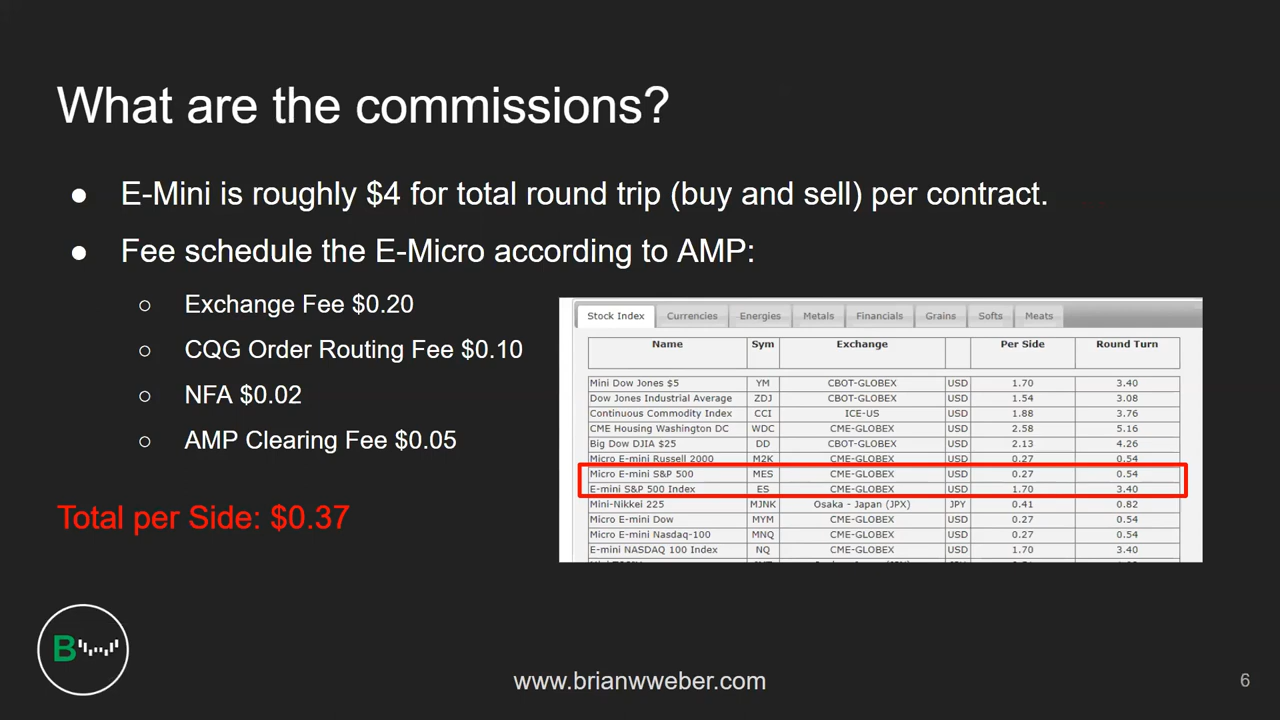 What are the commissions?
● E-Mini is roughly $4 for total round trip (buy and sell) per contract.
● Fee schedule the E-Micro according to AMP:
○ Exchange Fee $0.20
○ CQG Order Routing Fee $0.10
○ NFA $0.02
○ AMP Clearing Fee $0.05
Total per Side: $0.37
Stock Index Currencies Energies Metals Financials Grains Softs Meats
Name Sym Exchange Per Side Round Turn
Mini Dow Jones $5 YM CBOT-GLOBEX USD 1.70 3.40
Dow Jones Industrial Average ZDJ CBOT-GLOBEX USD 1.54 3.08
Continuous Commodity Index CCI ICE-US USD 1.88 3.76
CME Housing Washington DC WDC CME-GLOBEX USD 2.58 5.16
Big Dow DJIA $25 DD CBOT-GLOBEX USD 2.13 4.26
Micro E-mini Russell 2000 M2K CME-GLOBEX USD 0.27 0.54
Micro E-mini S&P 500 MES CME-GLOBEX USD 0.27 0.54
E-mini S&P 500 Index ES CME-GLOBEX USD 1.70 3.40
Mini-Nikkei 225 MJNK Osaka - Japan (JPX) JPY 0.41 0.82
Micro E-mini Dow MYM CME-GLOBEX USD 0.27 0.54
Micro E-mini Nasdaq-100 MNQ CME-GLOBEX USD 0.27 0.54
E-mini NASDAQ 100 Index NQ CME-GLOBEX USD 1.70 3.40
B
www.brianwweber.com
6